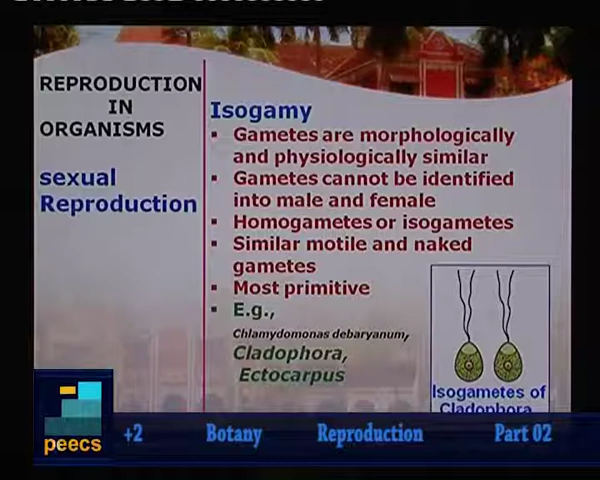 REPRODUCTION
IN
ORGANISMS
sexual
Reproduction
Isogamy
▪ Gametes are morphologically
and physiologically similar
▪ Gametes cannot be identified
into male and female
▪ Homogametes or isogametes
▪ Similar motile and naked
gametes
▪ Most primitive
▪ E.g.,
Chlamydomonas debaryanum,
Cladophora,
Ectocarpus
Isogametes of
Cladophora
peecs
+2 Botany Reproduction Part 02